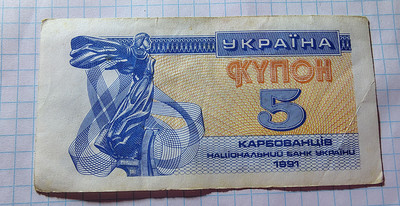 УКРАЇНА
КУПОН
5
КАРБОВАНЦІВ
НАЦІОНАЛЬНИЙ БАНК УКРАЇНИ
1991